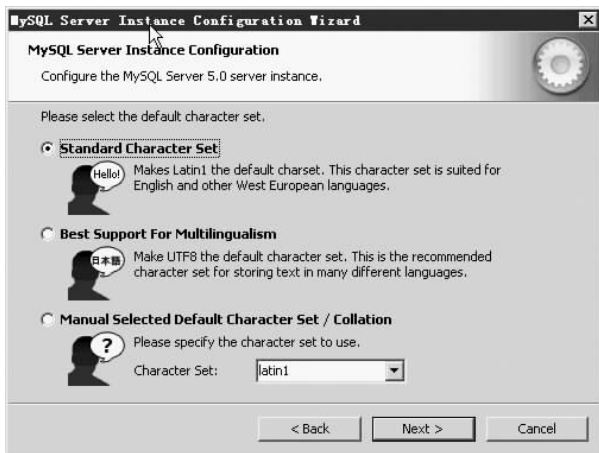 MySQL Server Instance Configuration Wizard
MySQL Server Instance Configuration
Configure the MySQL Server 5.0 server instance.
Please select the default character set.
Standard Character Set
Hello!
Makes Latin1 the default charset. This character set is suited for
English and other West European languages.
Best Support For Multilingualism
日本語
Make UTF8 the default character set. This is the recommended
character set for storing text in many different languages.
Manual Selected Default Character Set / Collation
?
Please specify the character set to use.
Character Set: latin1
< Back Next > Cancel